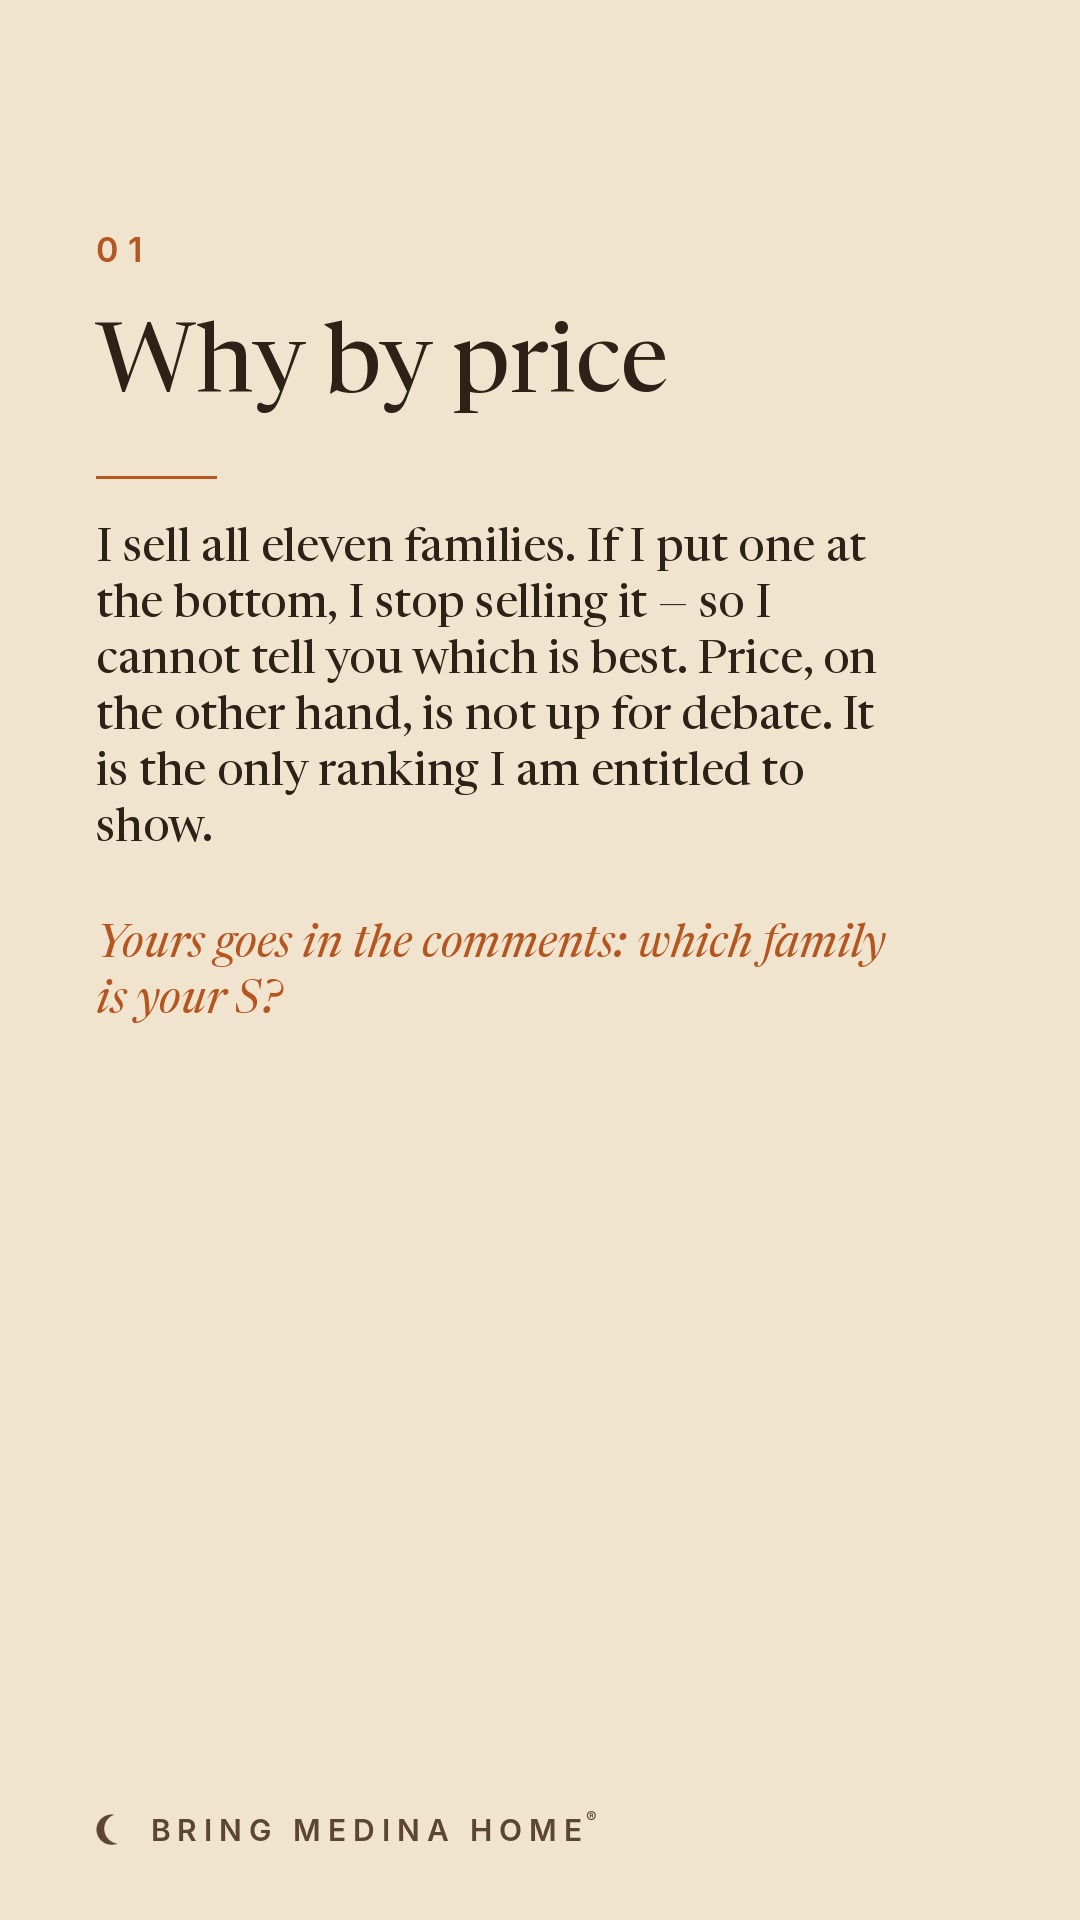 01
Why by price
I sell all eleven families. If I put one at
the bottom, I stop selling it – so I
cannot tell you which is best. Price, on
the other hand, is not up for debate. It
is the only ranking I am entitled to
show.
Yours goes in the comments: which family
is your S?
BRING MEDINA HOME®